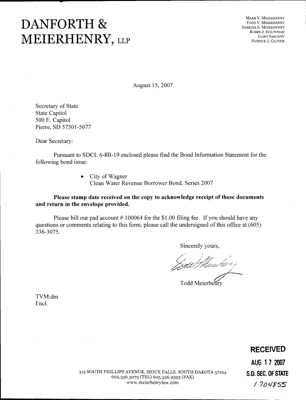 DANFORTH &
MEIERHENRY, LLP
MARK V. MEIERHENRY
TODD V. MEIERHENRY
SABRINA S. MEIERHENRY
CLINT SARGENT
PATRICK J. GLOVER
August 15, 2007
Secretary of State
State Capitol
500 E. Capitol
Pierre, SD 57501-5077
Dear Secretary:
Pursuant to SDCL 6-8B-19 enclosed please find the Bond Information Statement for the
following bond issue:
• City of Wagner
Clean Water Revenue Borrower Bond, Series 2007
Please stamp date received on the copy to acknowledge receipt of these documents
and return in the envelope provided.
Please bill our pad account # 100064 for the $1.00 filing fee. If you should have any
questions or comments relating to this form, please call the undersigned of this office at (605)
336-3075.
Sincerely yours,
Todd Meierhenry
TVM:dm
Encl.
RECEIVED
AUG 17 2007
S.D. SEC. OF STATE
1704855
315 SOUTH PHILLIPS AVENUE, SIOUX FALLS, SOUTH DAKOTA 57104
605.336.3075 (TEL) 605.336.2593 (FAX)
www.meierhenrylaw.com